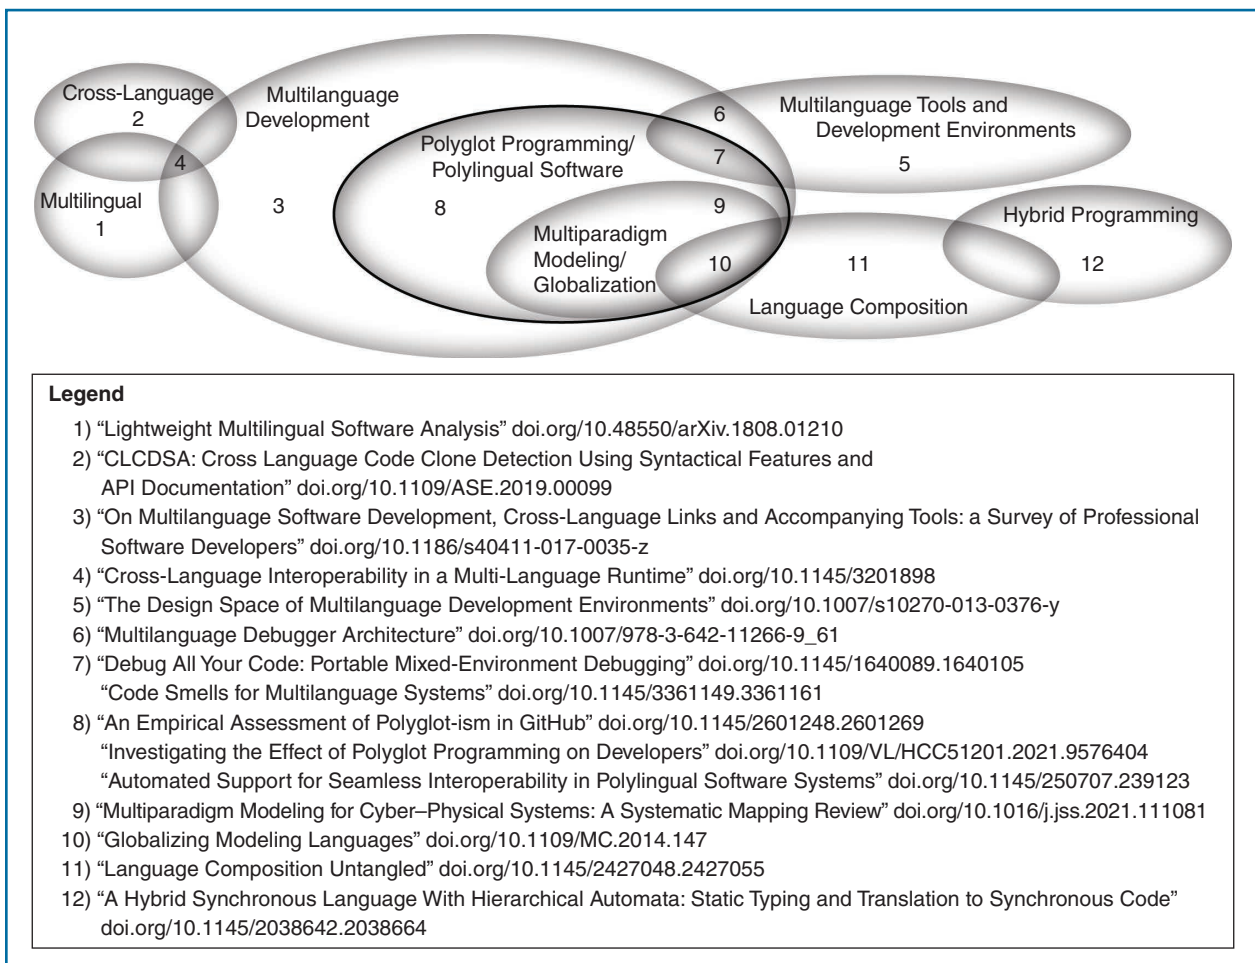 Cross-Language
2
Multilanguage
Development
6
Multilanguage Tools and
Development Environments
5
Polyglot Programming/
Polylingual Software
7
4
Multilingual
1
3
8
9
Multiparadigm
Modeling/
Globalization
10
11
Language Composition
Hybrid Programming
12
Legend
1) “Lightweight Multilingual Software Analysis” doi.org/10.48550/arXiv.1808.01210
2) “CLCDSA: Cross Language Code Clone Detection Using Syntactical Features and
API Documentation” doi.org/10.1109/ASE.2019.00099
3) “On Multilanguage Software Development, Cross-Language Links and Accompanying Tools: a Survey of Professional
Software Developers” doi.org/10.1186/s40411-017-0035-z
4) “Cross-Language Interoperability in a Multi-Language Runtime” doi.org/10.1145/3201898
5) “The Design Space of Multilanguage Development Environments” doi.org/10.1007/s10270-013-0376-y
6) “Multilanguage Debugger Architecture” doi.org/10.1007/978-3-642-11266-9_61
7) “Debug All Your Code: Portable Mixed-Environment Debugging” doi.org/10.1145/1640089.1640105
“Code Smells for Multilanguage Systems” doi.org/10.1145/3361149.3361161
8) “An Empirical Assessment of Polyglot-ism in GitHub” doi.org/10.1145/2601248.2601269
“Investigating the Effect of Polyglot Programming on Developers” doi.org/10.1109/VL/HCC51201.2021.9576404
“Automated Support for Seamless Interoperability in Polylingual Software Systems” doi.org/10.1145/250707.239123
9) “Multiparadigm Modeling for Cyber–Physical Systems: A Systematic Mapping Review” doi.org/10.1016/j.jss.2021.111081
10) “Globalizing Modeling Languages” doi.org/10.1109/MC.2014.147
11) “Language Composition Untangled” doi.org/10.1145/2427048.2427055
12) “A Hybrid Synchronous Language With Hierarchical Automata: Static Typing and Translation to Synchronous Code”
doi.org/10.1145/2038642.2038664